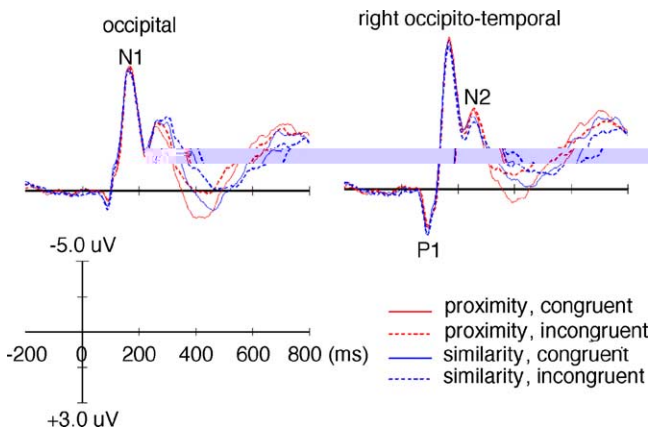 occipital
right occipito-temporal
N1
N2
P1
-5.0 uV
-200 0 200 400 600 800 (ms)
+3.0 uV
proximity, congruent
proximity, incongruent
similarity, congruent
similarity, incongruent